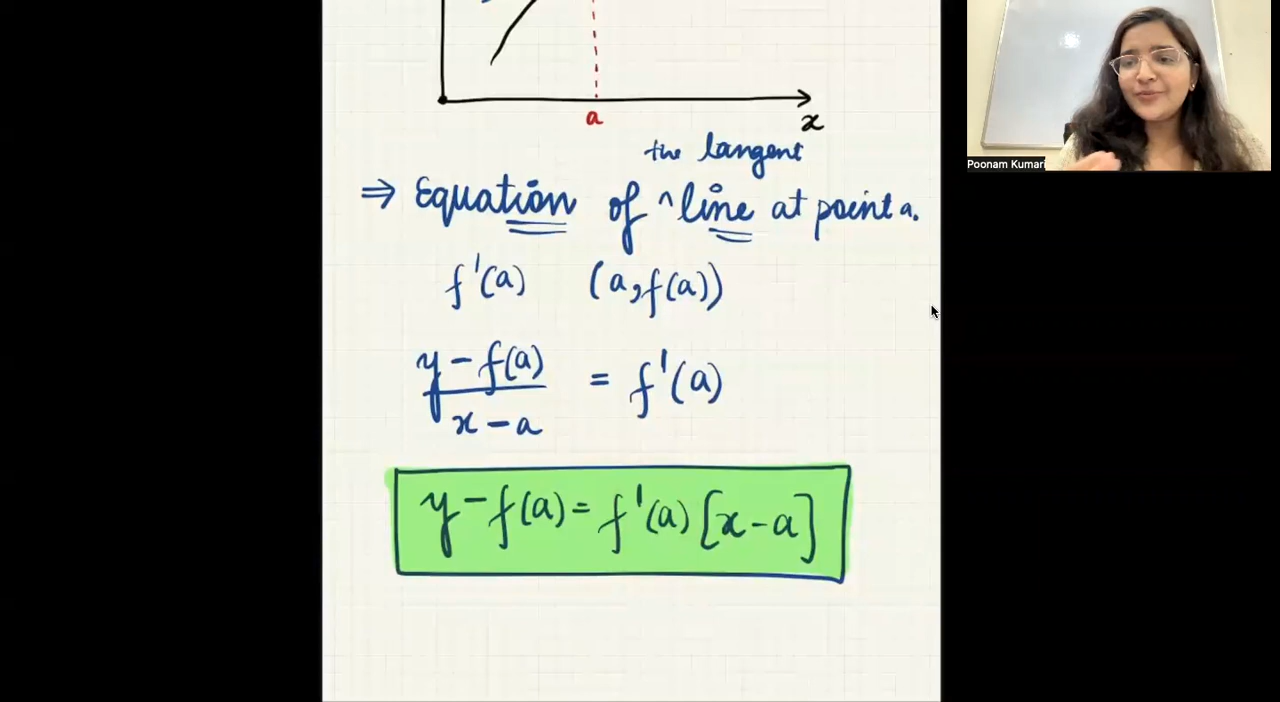 a
x
the tangent
⇒ Equation of ^ line at point a.
f'(a) (a, f(a))
y - f(a)
x - a
= f'(a)
y - f(a) = f'(a) [x - a]
Poonam Kumari